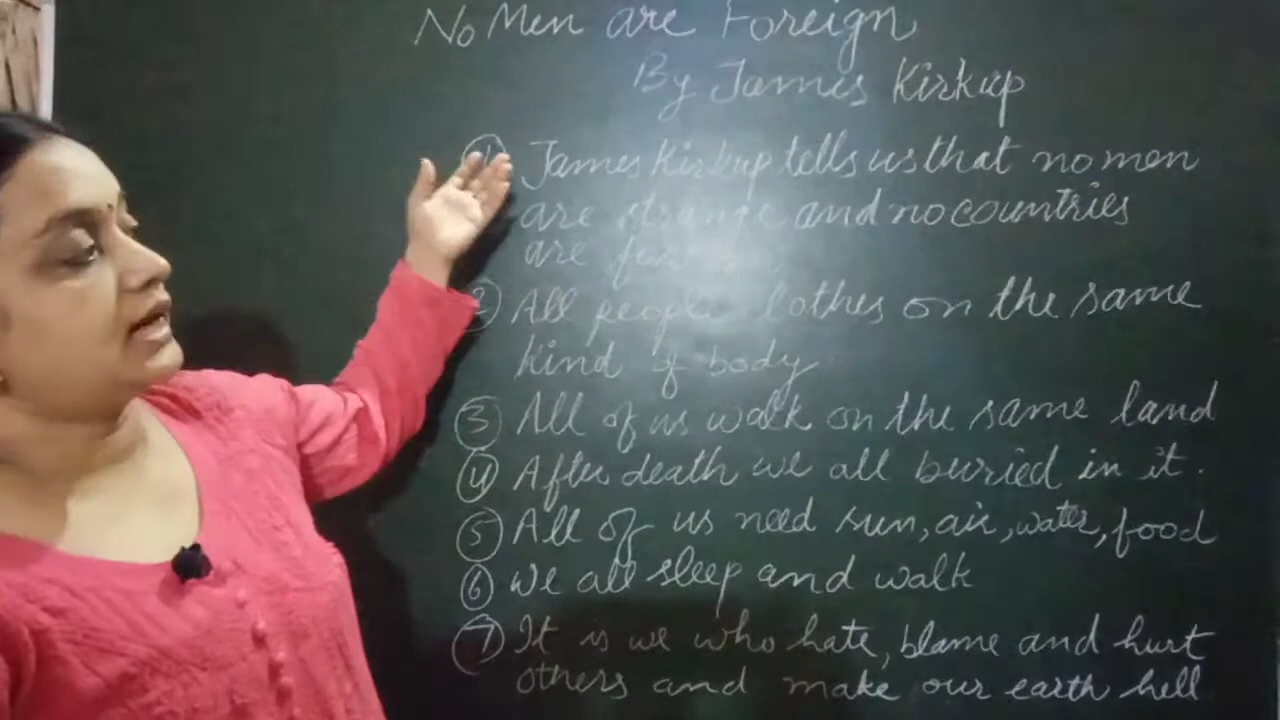 No Men are Foreign
By James Kirkup
① James Kirkup tells us that no men
are strange and no countries
are
② All people clothes on the same
kind of body
③ All of us walk on the same land
④ After death we all buried in it.
⑤ All of us need sun, air, water, food
⑥ We all sleep and walk
⑦ It is we who hate, blame and hurt
others and make our earth hell